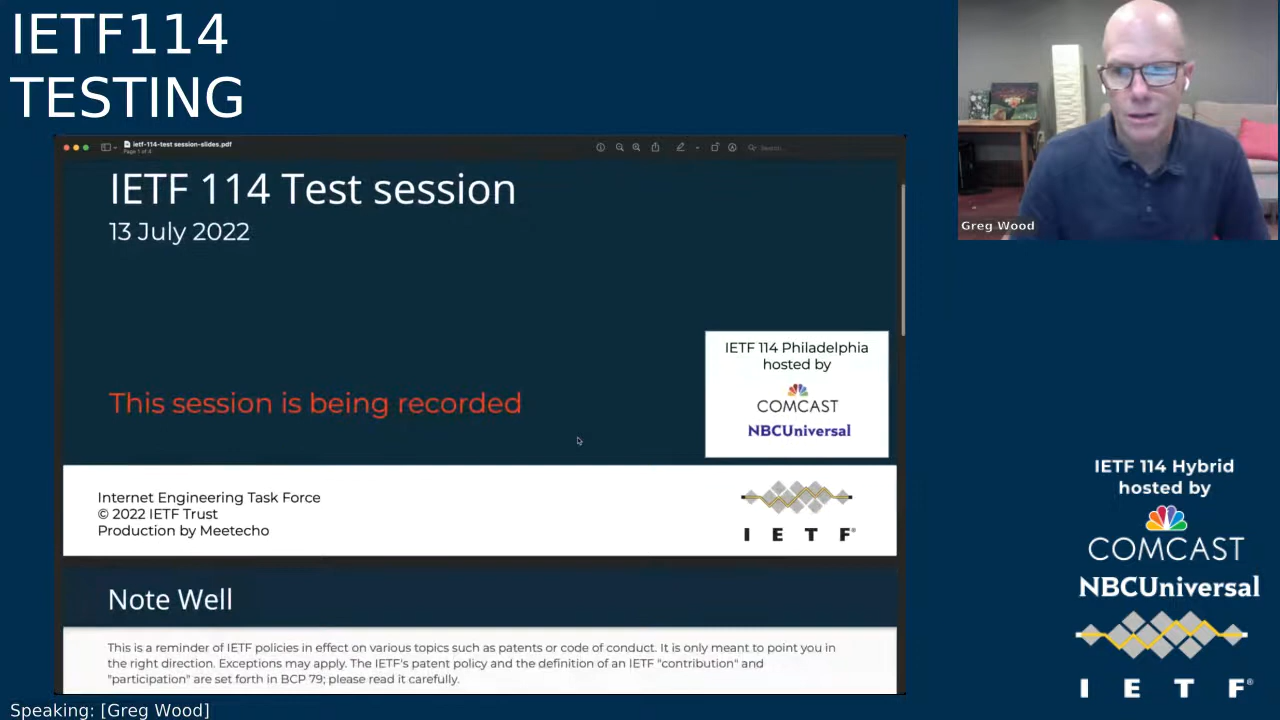 IETF114
TESTING
ietf-114-test session-slides.pdf
Page 1 of 4
Search
IETF 114 Test session
13 July 2022
This session is being recorded
IETF 114 Philadelphia
hosted by
COMCAST
NBCUniversal
Internet Engineering Task Force
© 2022 IETF Trust
Production by Meetecho
I E T F®
Note Well
This is a reminder of IETF policies in effect on various topics such as patents or code of conduct. It is only meant to point you in
the right direction. Exceptions may apply. The IETF's patent policy and the definition of an IETF "contribution" and
"participation" are set forth in BCP 79; please read it carefully.
Speaking: [Greg Wood]
Greg Wood
IETF 114 Hybrid
hosted by
COMCAST
NBCUniversal
I E T F®